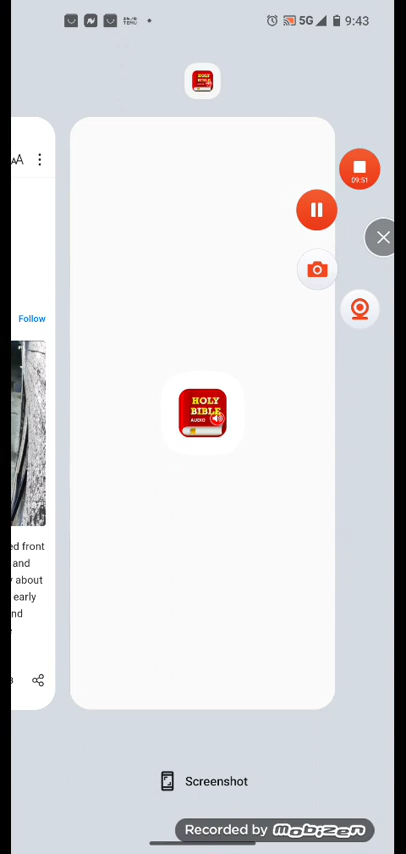 5G 9:43
HOLY
BIBLE
AA
09:51
Follow
HOLY
BIBLE
AUDIO
ed front
and
about
early
nd
Screenshot
Recorded by mobizen